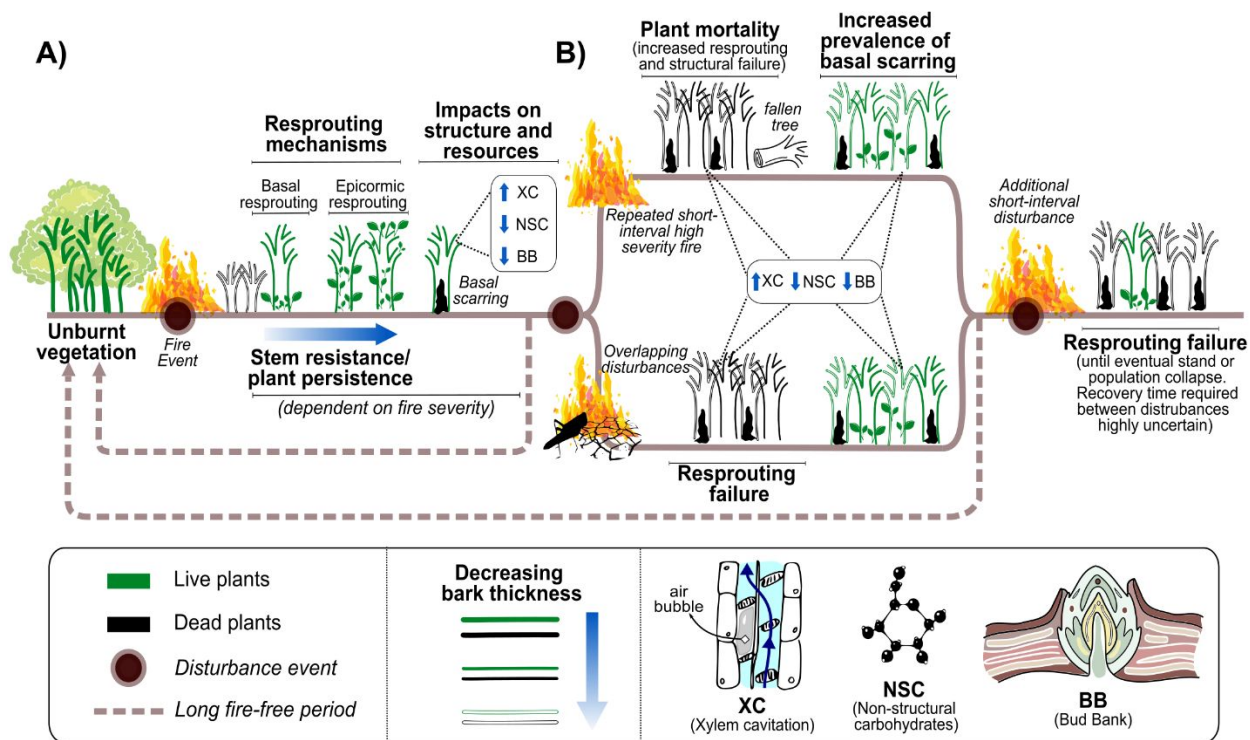 A)
Unburnt
vegetation
Fire
Event
Resprouting
mechanisms
Basal
resprouting
Epicormic
resprouting
Stem resistance/
plant persistence
(dependent on fire severity)
Impacts on
structure and
resources
XC
NSC
BB
Basal
scarring
B)
Plant mortality
(increased resprouting
and structural failure)
fallen
tree
Increased
prevalence of
basal scarring
Repeated short-
interval high
severity fire
XC NSC BB
Overlapping
disturbances
Resprouting
failure
Additional
short-interval
disturbance
Resprouting failure
(until eventual stand or
population collapse.
Recovery time required
between distrubances
highly uncertain)
Live plants
Dead plants
Disturbance event
Long fire-free period
Decreasing
bark thickness
air
bubble
XC
(Xylem cavitation)
NSC
(Non-structural
carbohydrates)
BB
(Bud Bank)